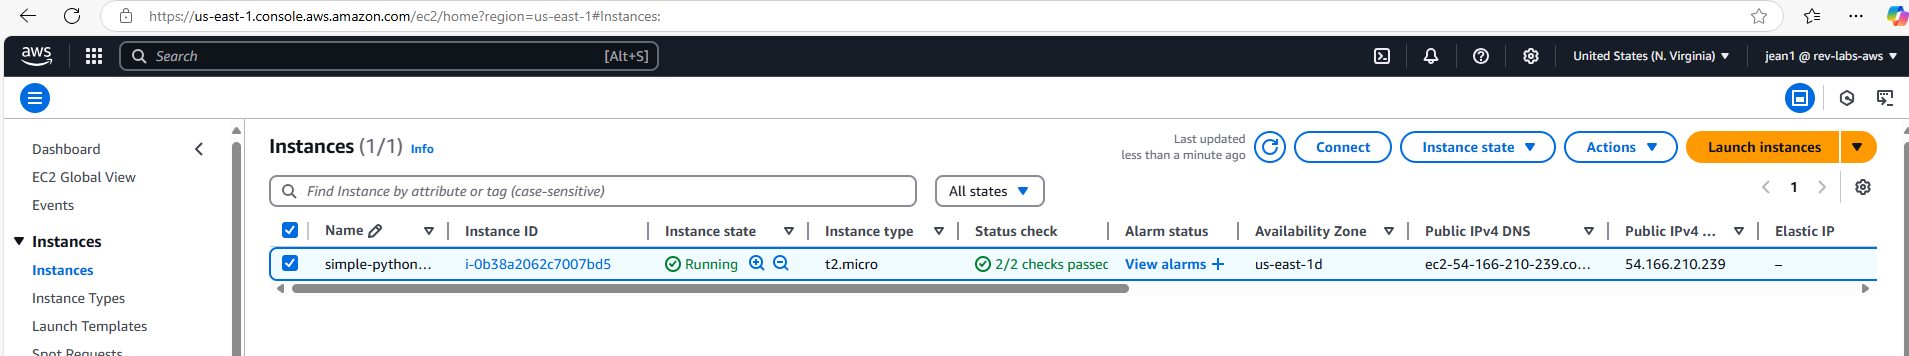 https://us-east-1.console.aws.amazon.com/ec2/home?region=us-east-1#Instances:
aws
Search
[Alt+S]
United States (N. Virginia)
jean1 @ rev-labs-aws
Dashboard
EC2 Global View
Events
Instances
Instances
Instance Types
Launch Templates
Spot Requests
Instances (1/1) Info
Last updated
less than a minute ago
Connect
Instance state
Actions
Launch instances
Find Instance by attribute or tag (case-sensitive)
All states
1
Name Instance ID Instance state Instance type Status check Alarm status Availability Zone Public IPv4 DNS Public IPv4 ... Elastic IP
simple-python... i-0b38a2062c7007bd5 Running t2.micro 2/2 checks passec View alarms + us-east-1d ec2-54-166-210-239.co... 54.166.210.239 –